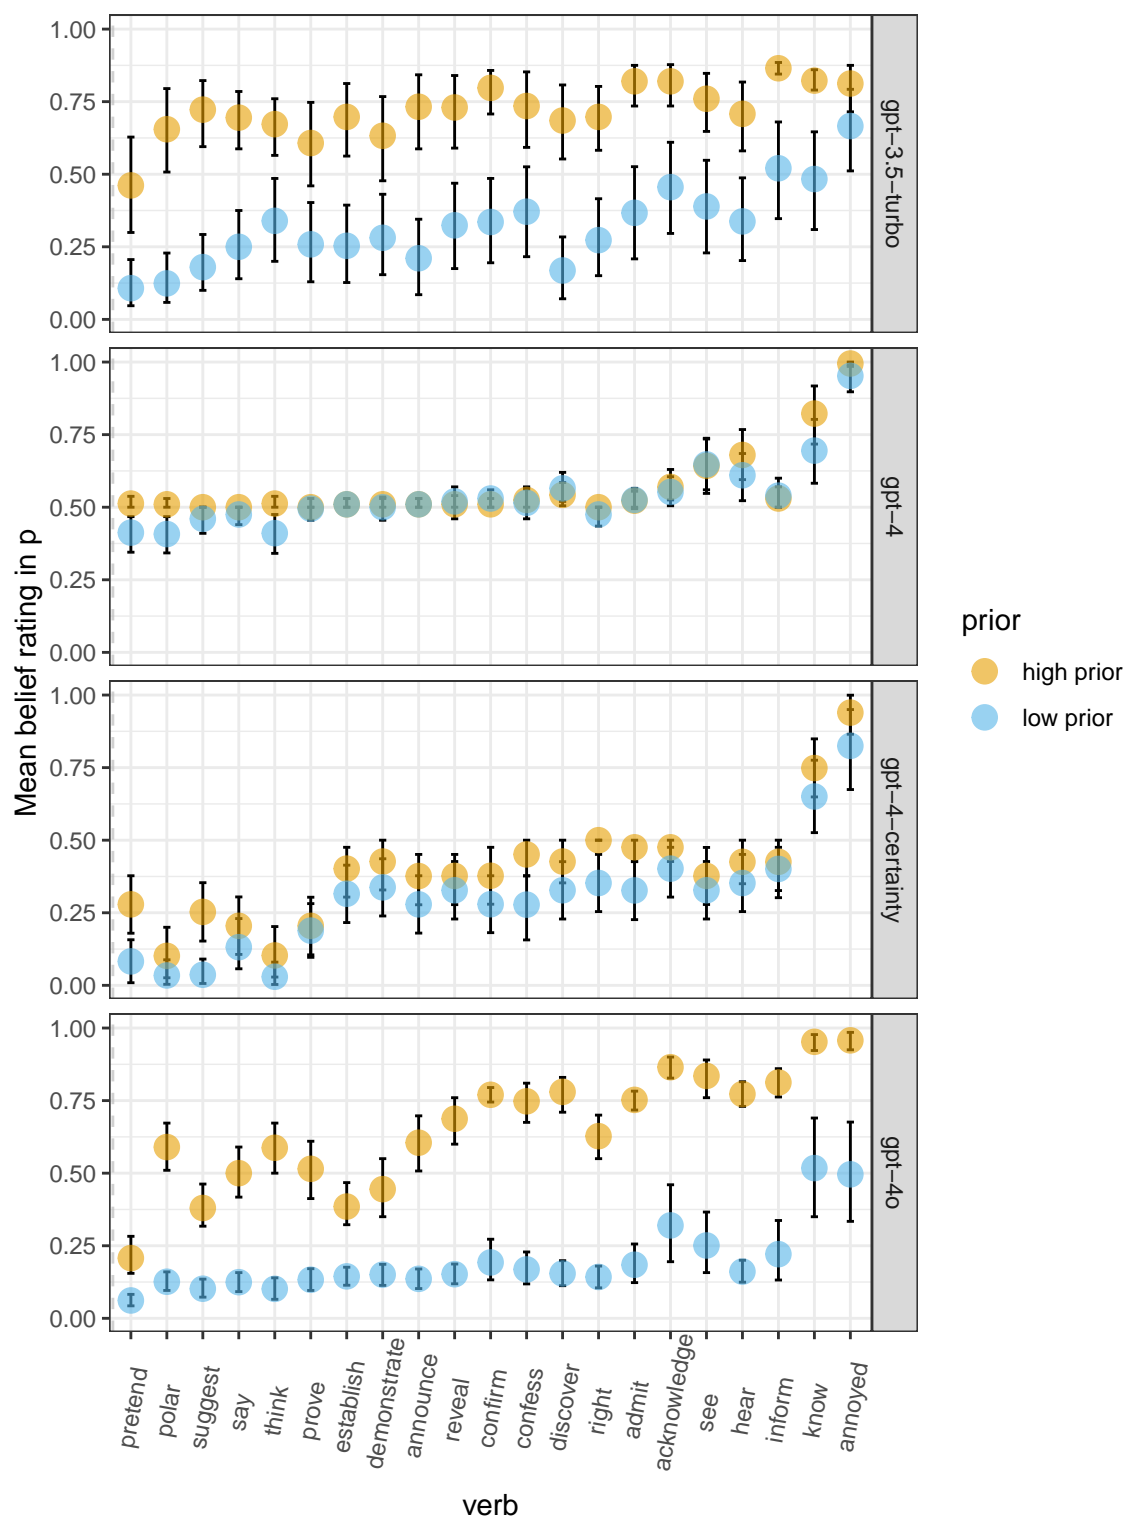 Mean belief rating in p
1.00
0.75
0.50
0.25
0.00
gpt−3.5−turbo
1.00
0.75
0.50
0.25
0.00
gpt−4
1.00
0.75
0.50
0.25
0.00
gpt−4−certainty
1.00
0.75
0.50
0.25
0.00
gpt−4o
pretend
polar
suggest
say
think
prove
establish
demonstrate
announce
reveal
confirm
confess
discover
right
admit
acknowledge
see
hear
inform
know
annoyed
verb
prior
high prior
low prior